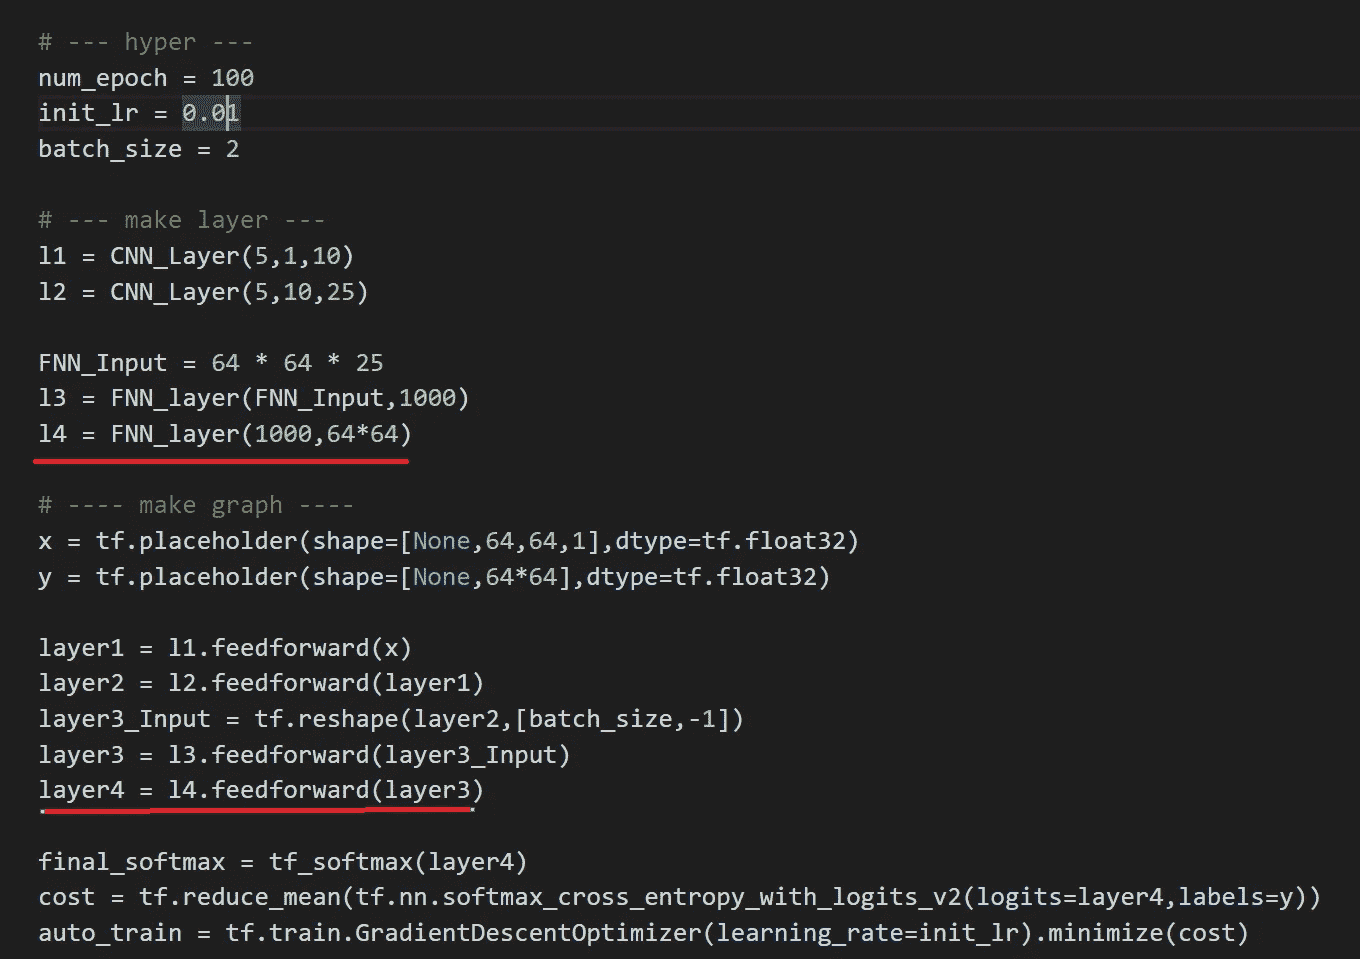 # --- hyper ---
num_epoch = 100
init_lr = 0.01
batch_size = 2
# --- make layer ---
l1 = CNN_Layer(5,1,10)
l2 = CNN_Layer(5,10,25)
FNN_Input = 64 * 64 * 25
l3 = FNN_layer(FNN_Input,1000)
l4 = FNN_layer(1000,64*64)
# ---- make graph ----
x = tf.placeholder(shape=[None,64,64,1],dtype=tf.float32)
y = tf.placeholder(shape=[None,64*64],dtype=tf.float32)
layer1 = l1.feedforward(x)
layer2 = l2.feedforward(layer1)
layer3_Input = tf.reshape(layer2,[batch_size,-1])
layer3 = l3.feedforward(layer3_Input)
layer4 = l4.feedforward(layer3)
final_softmax = tf_softmax(layer4)
cost = tf.reduce_mean(tf.nn.softmax_cross_entropy_with_logits_v2(logits=layer4,labels=y))
auto_train = tf.train.GradientDescentOptimizer(learning_rate=init_lr).minimize(cost)